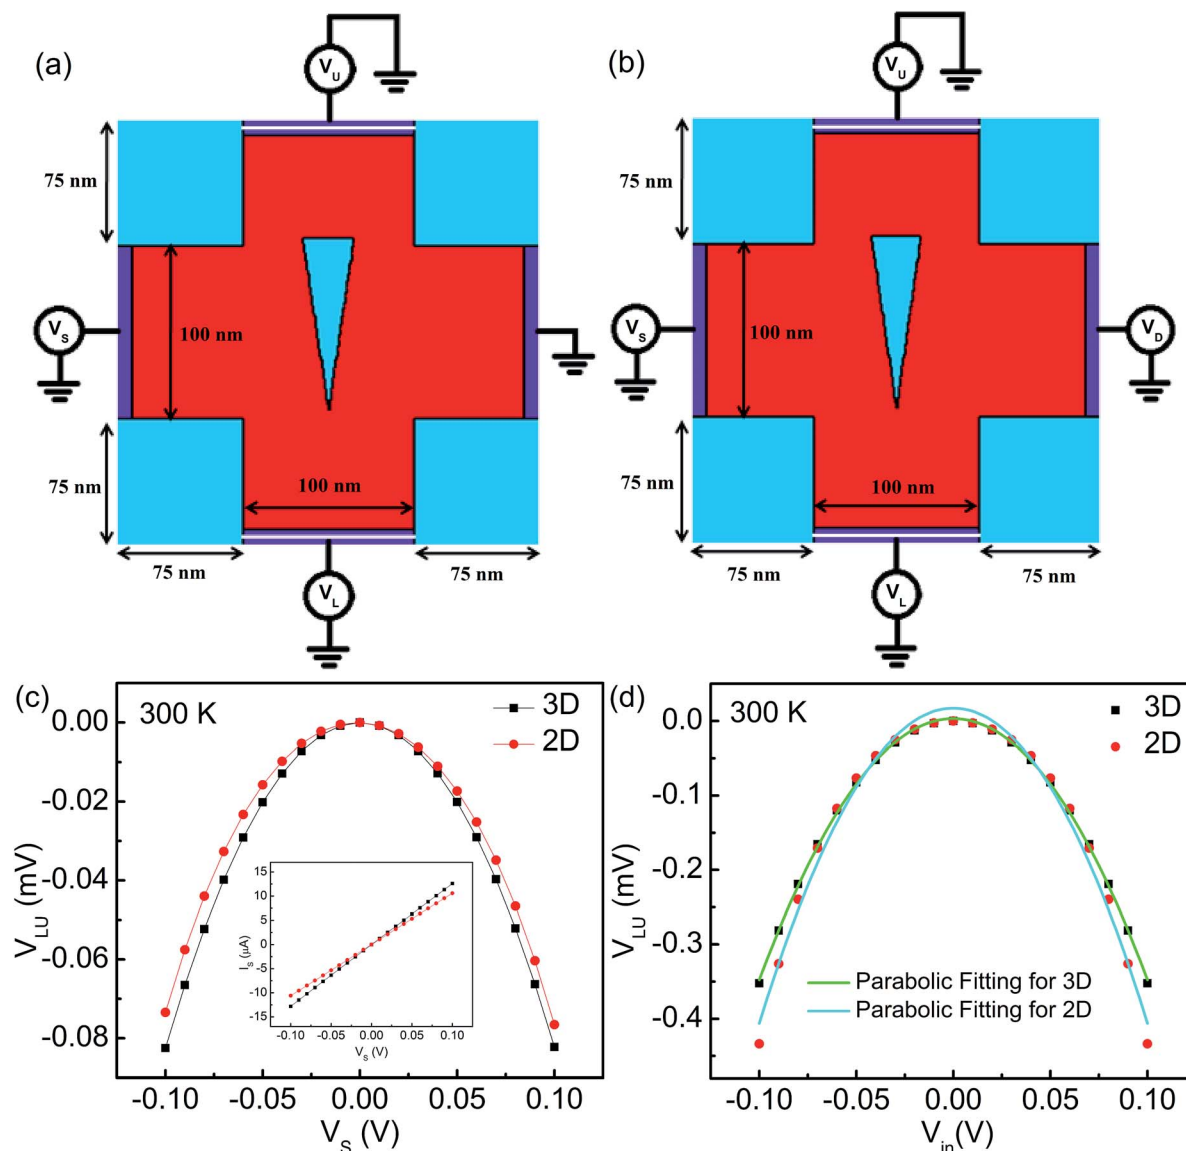 (a)
V_U
75 nm
V_S
100 nm
75 nm
100 nm
75 nm
75 nm
V_L
(b)
V_U
75 nm
V_S
100 nm
V_D
75 nm
100 nm
75 nm
75 nm
V_L
(c)
300 K
3D
2D
0.00
-0.02
-0.04
-0.06
-0.08
V_LU (mV)
-0.10 -0.05 0.00 0.05 0.10
V_S (V)
15
10
5
0
-5
-10
-15
I_S (μA)
-0.10 -0.05 0.00 0.05 0.10
V_S (V)
(d)
300 K
3D
2D
0.0
-0.1
-0.2
-0.3
-0.4
V_LU (mV)
Parabolic Fitting for 3D
Parabolic Fitting for 2D
-0.10 -0.05 0.00 0.05 0.10
V_in(V)